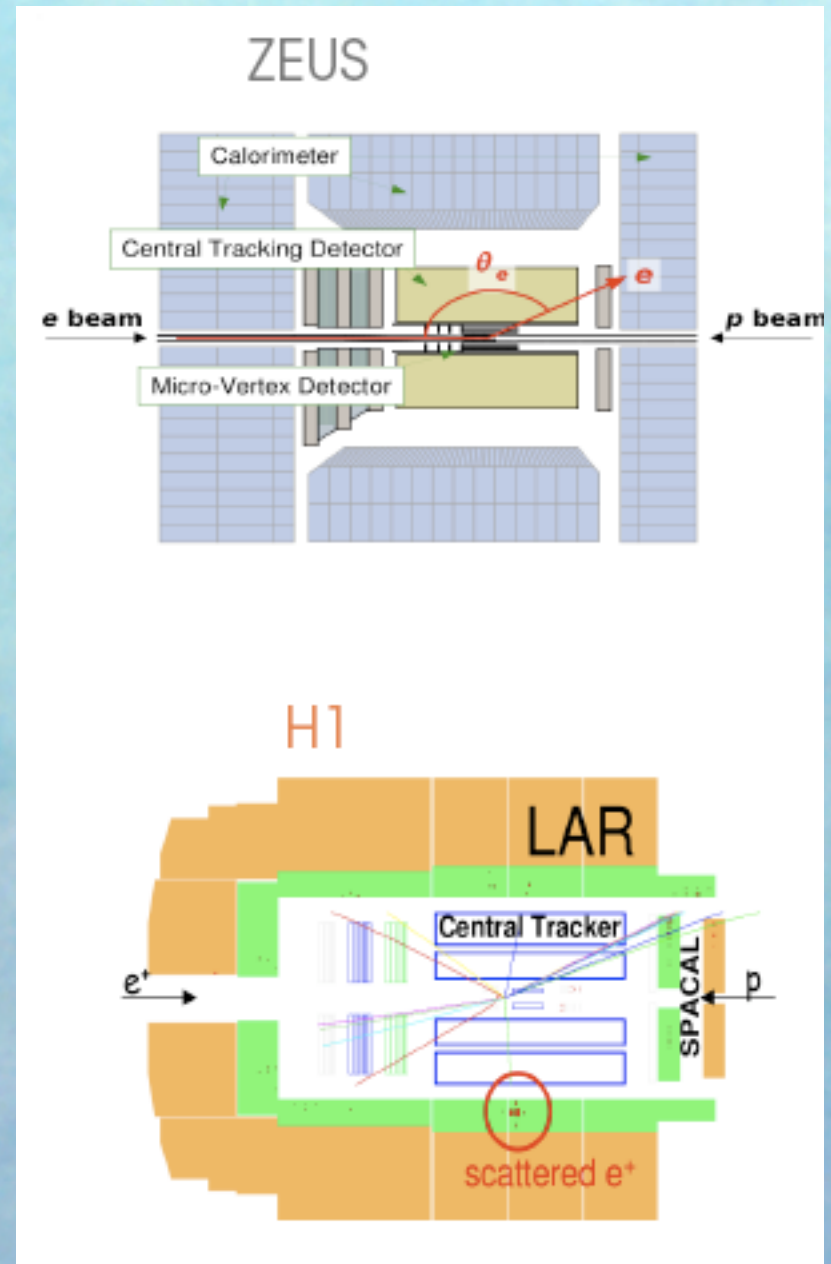 ZEUS
Calorimeter
Central Tracking Detector
θe
e
e beam
p beam
Micro-Vertex Detector
H1
LAR
Central Tracker
e+
SPACAL
p
scattered e+